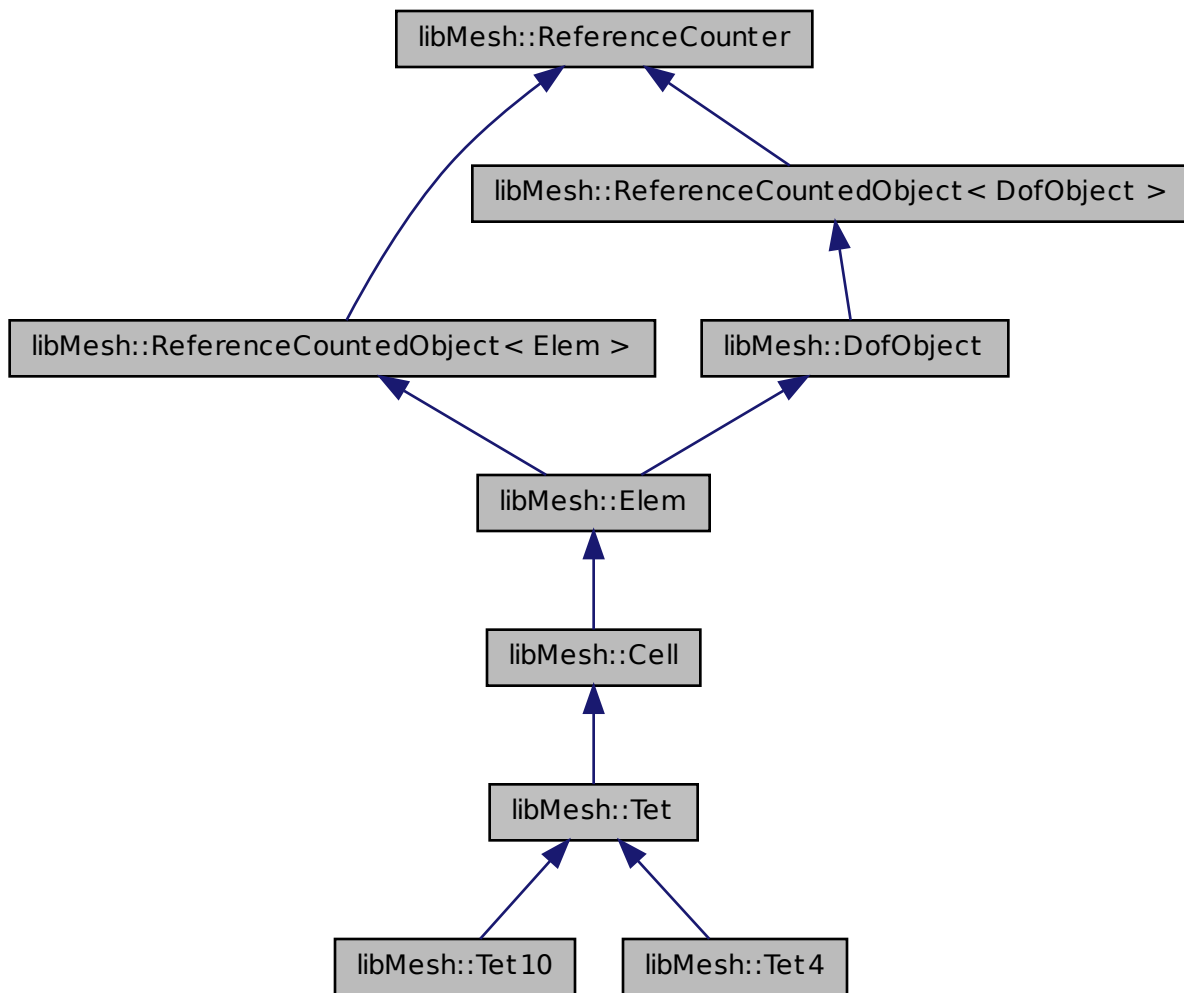 libMesh::ReferenceCounter
libMesh::ReferenceCountedObject< DofObject >
libMesh::ReferenceCountedObject< Elem >
libMesh::DofObject
libMesh::Elem
libMesh::Cell
libMesh::Tet
libMesh::Tet10
libMesh::Tet4